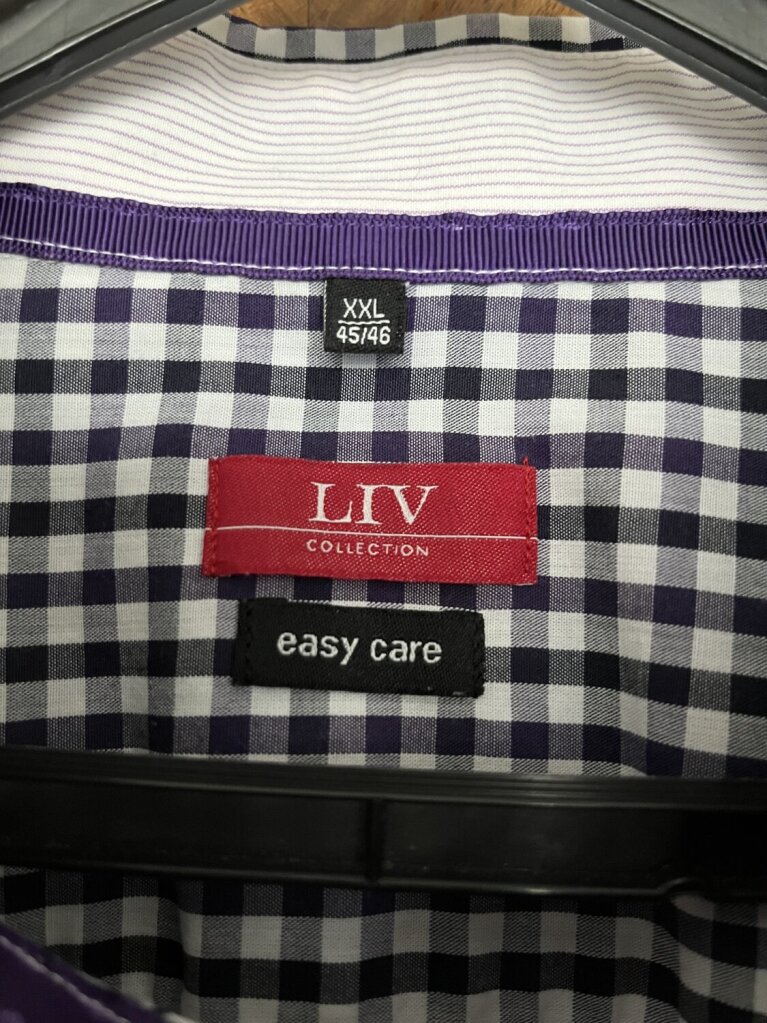 XXL
45/46
LIV
COLLECTION
easy care